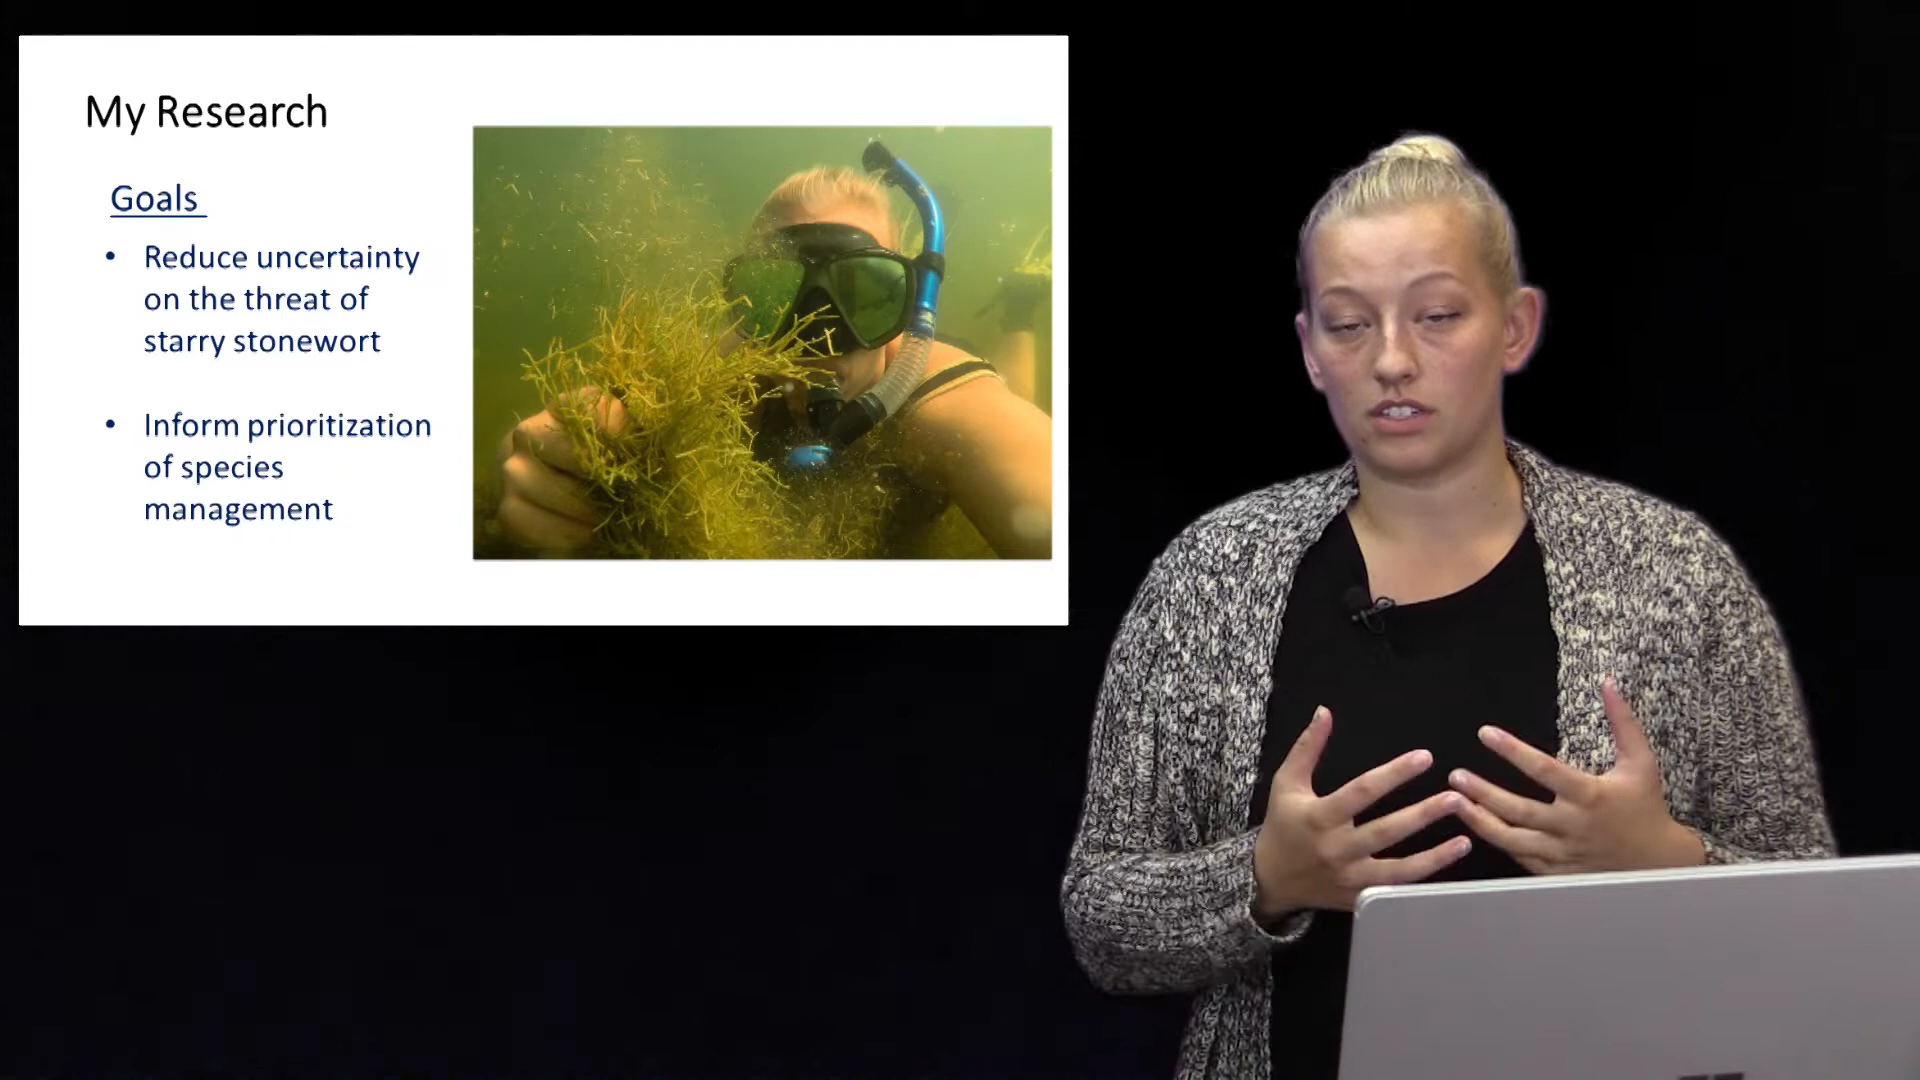 My Research
Goals
• Reduce uncertainty
on the threat of
starry stonewort
• Inform prioritization
of species
management